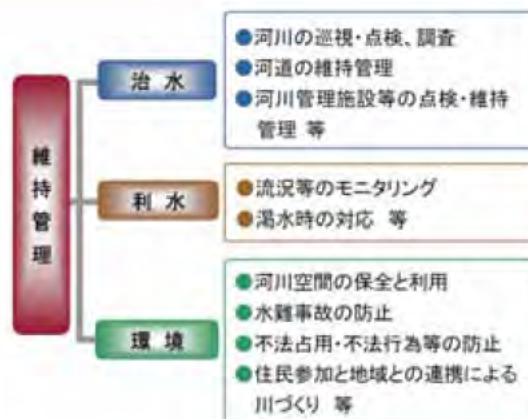 維持管理
治水
●河川の巡視・点検、調査
●河道の維持管理
●河川管理施設等の点検・維持
管理 等
利水
●流況等のモニタリング
●渇水時の対応 等
環境
●河川空間の保全と利用
●水難事故の防止
●不法占用・不法行為等の防止
●住民参加と地域との連携による
川づくり 等